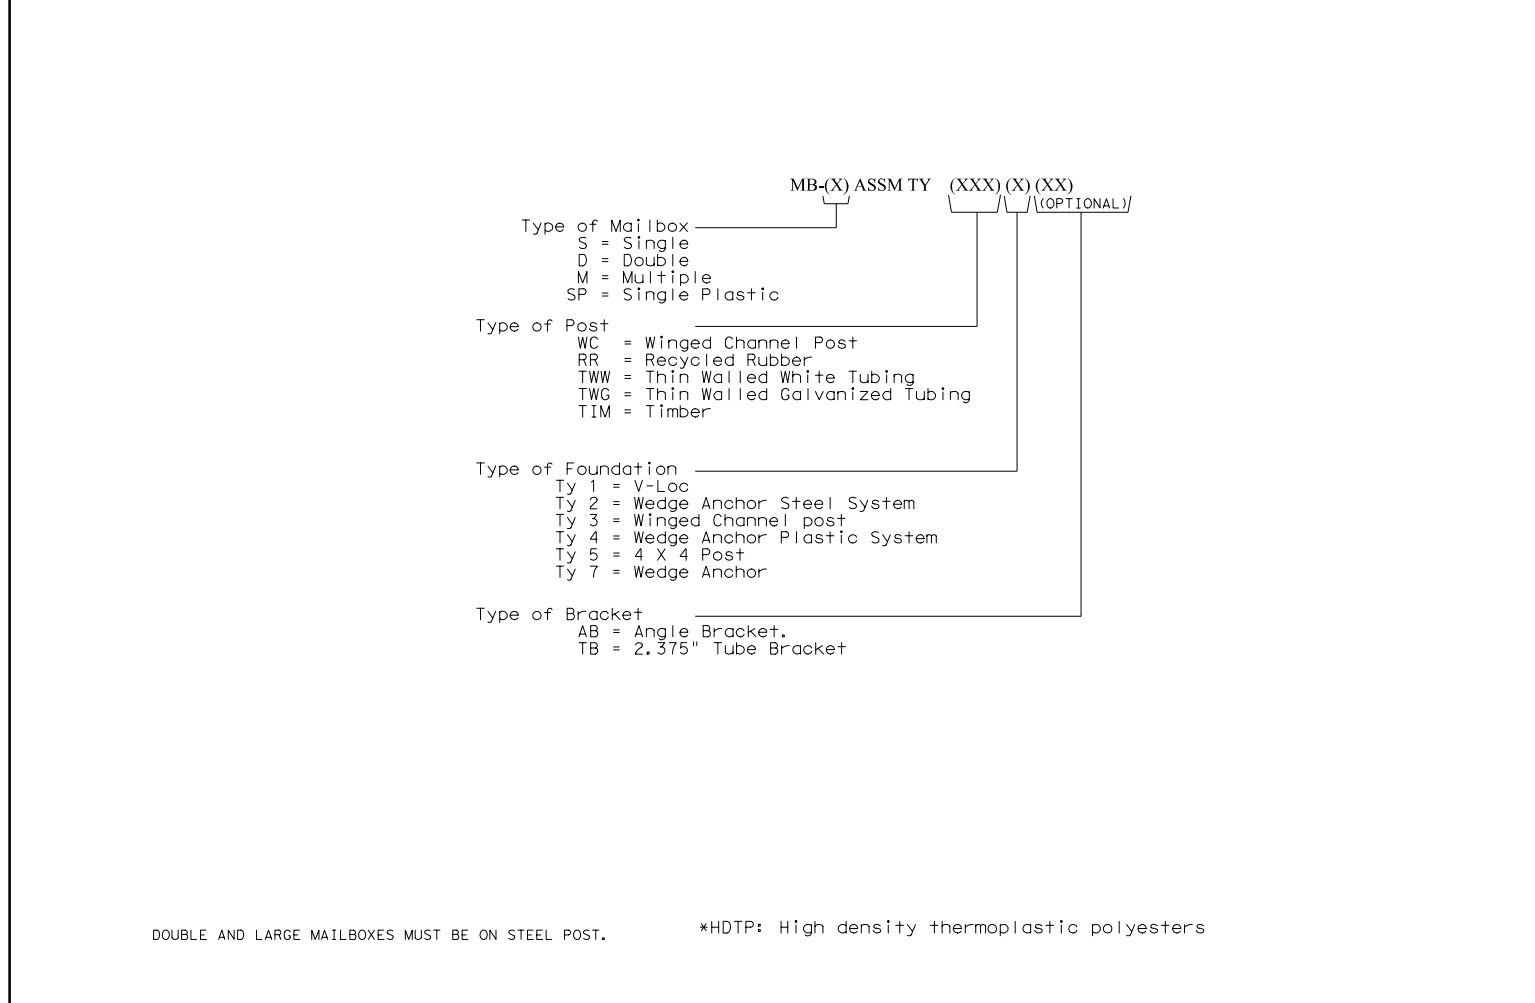 MB-(X) ASSM TY (XXX) (X) (XX)
(OPTIONAL)
Type of Mailbox
S = Single
D = Double
M = Multiple
SP = Single Plastic
Type of Post
WC = Winged Channel Post
RR = Recycled Rubber
TWW = Thin Walled White Tubing
TWG = Thin Walled Galvanized Tubing
TIM = Timber
Type of Foundation
Ty 1 = V-Loc
Ty 2 = Wedge Anchor Steel System
Ty 3 = Winged Channel post
Ty 4 = Wedge Anchor Plastic System
Ty 5 = 4 X 4 Post
Ty 7 = Wedge Anchor
Type of Bracket
AB = Angle Bracket.
TB = 2.375" Tube Bracket
DOUBLE AND LARGE MAILBOXES MUST BE ON STEEL POST.
*HDTP: High density thermoplastic polyesters